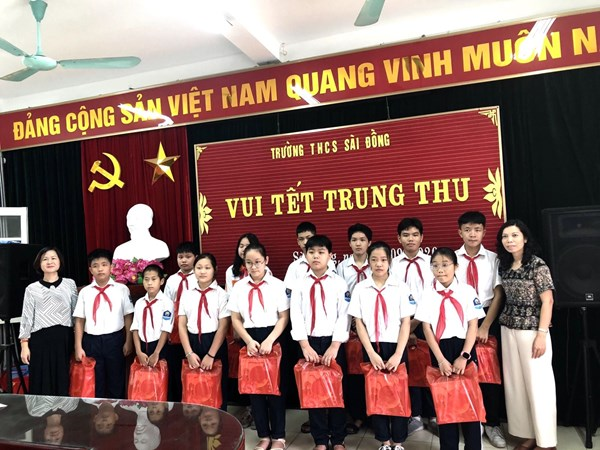 ĐẢNG CỘNG SẢN VIỆT NAM QUANG VINH MUÔN N
TRƯỜNG THCS SÀI ĐỒNG
VUI TẾT TRUNG THU